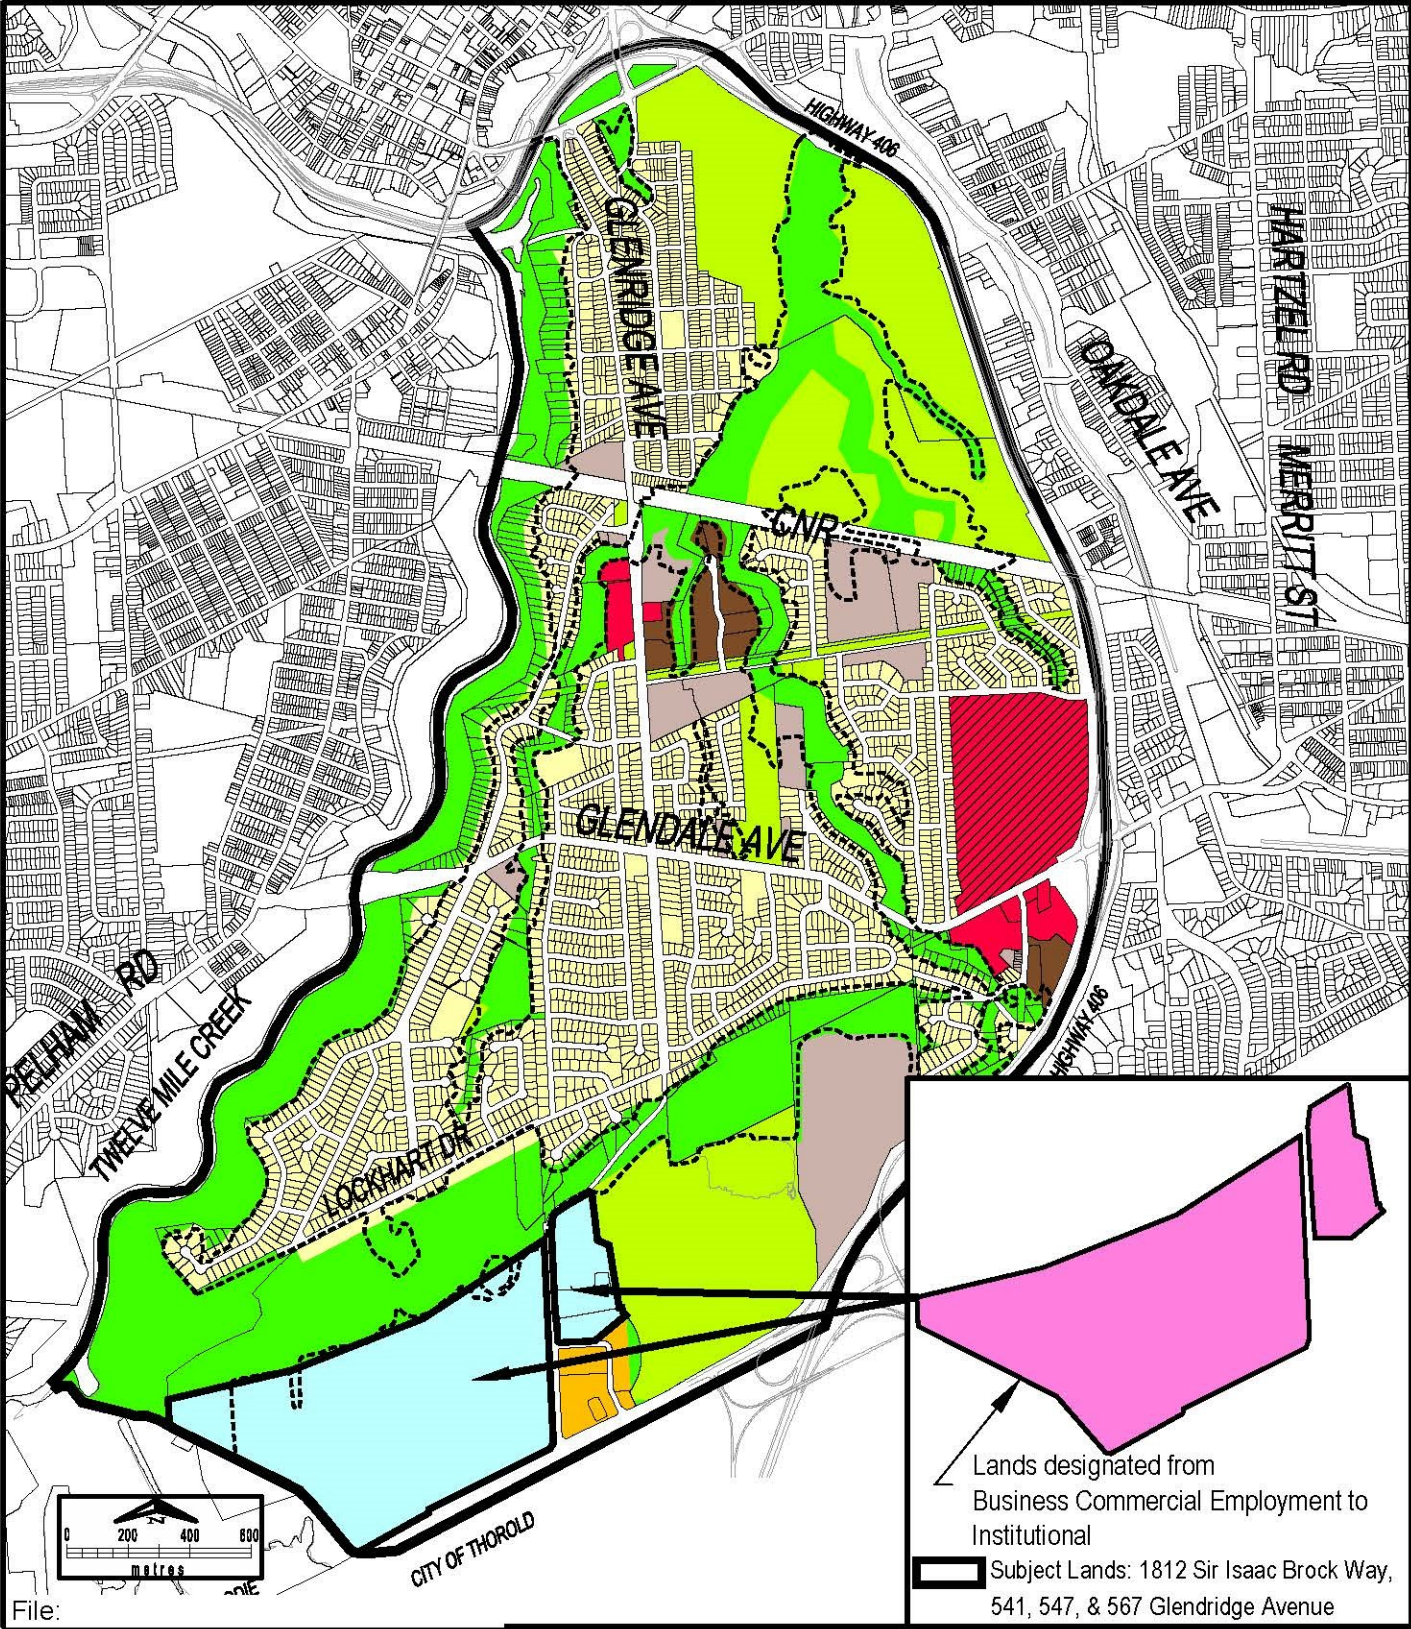 HIGHWAY 406
GLENRIDGE AVE
HARTZEL RD
OAKDALE AVE
MERRITT ST
CNR
GLENDALE AVE
PELHAM RD
TWELVE MILE CREEK
HIGHWAY 406
LOCKHART DR
Lands designated from
Business Commercial Employment to
Institutional
N
0 200 400 600
metres
CITY OF THOROLD
Subject Lands: 1812 Sir Isaac Brock Way,
541, 547, & 567 Glendridge Avenue
File: